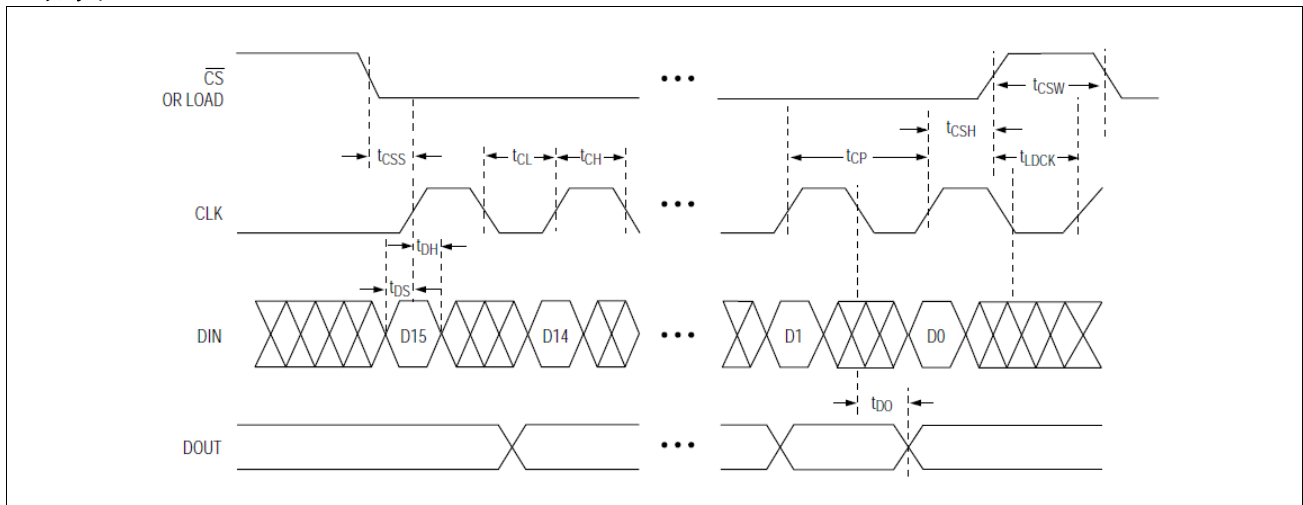 CS
OR LOAD
tCSW
tCSH
tCSS
tCL
tCH
tCP
tLDCK
CLK
tDH
tDS
DIN
D15
D14
D1
D0
tDO
DOUT